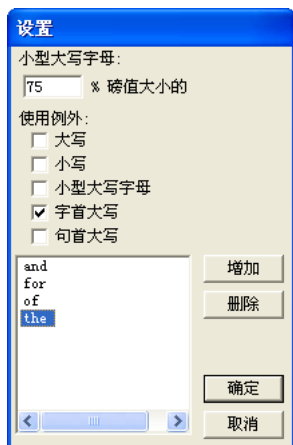 设置
小型大写字母:
75 % 磅值大小的
使用例外:
大写
小写
小型大写字母
字首大写
句首大写
and
for
of
the
增加
删除
确定
取消